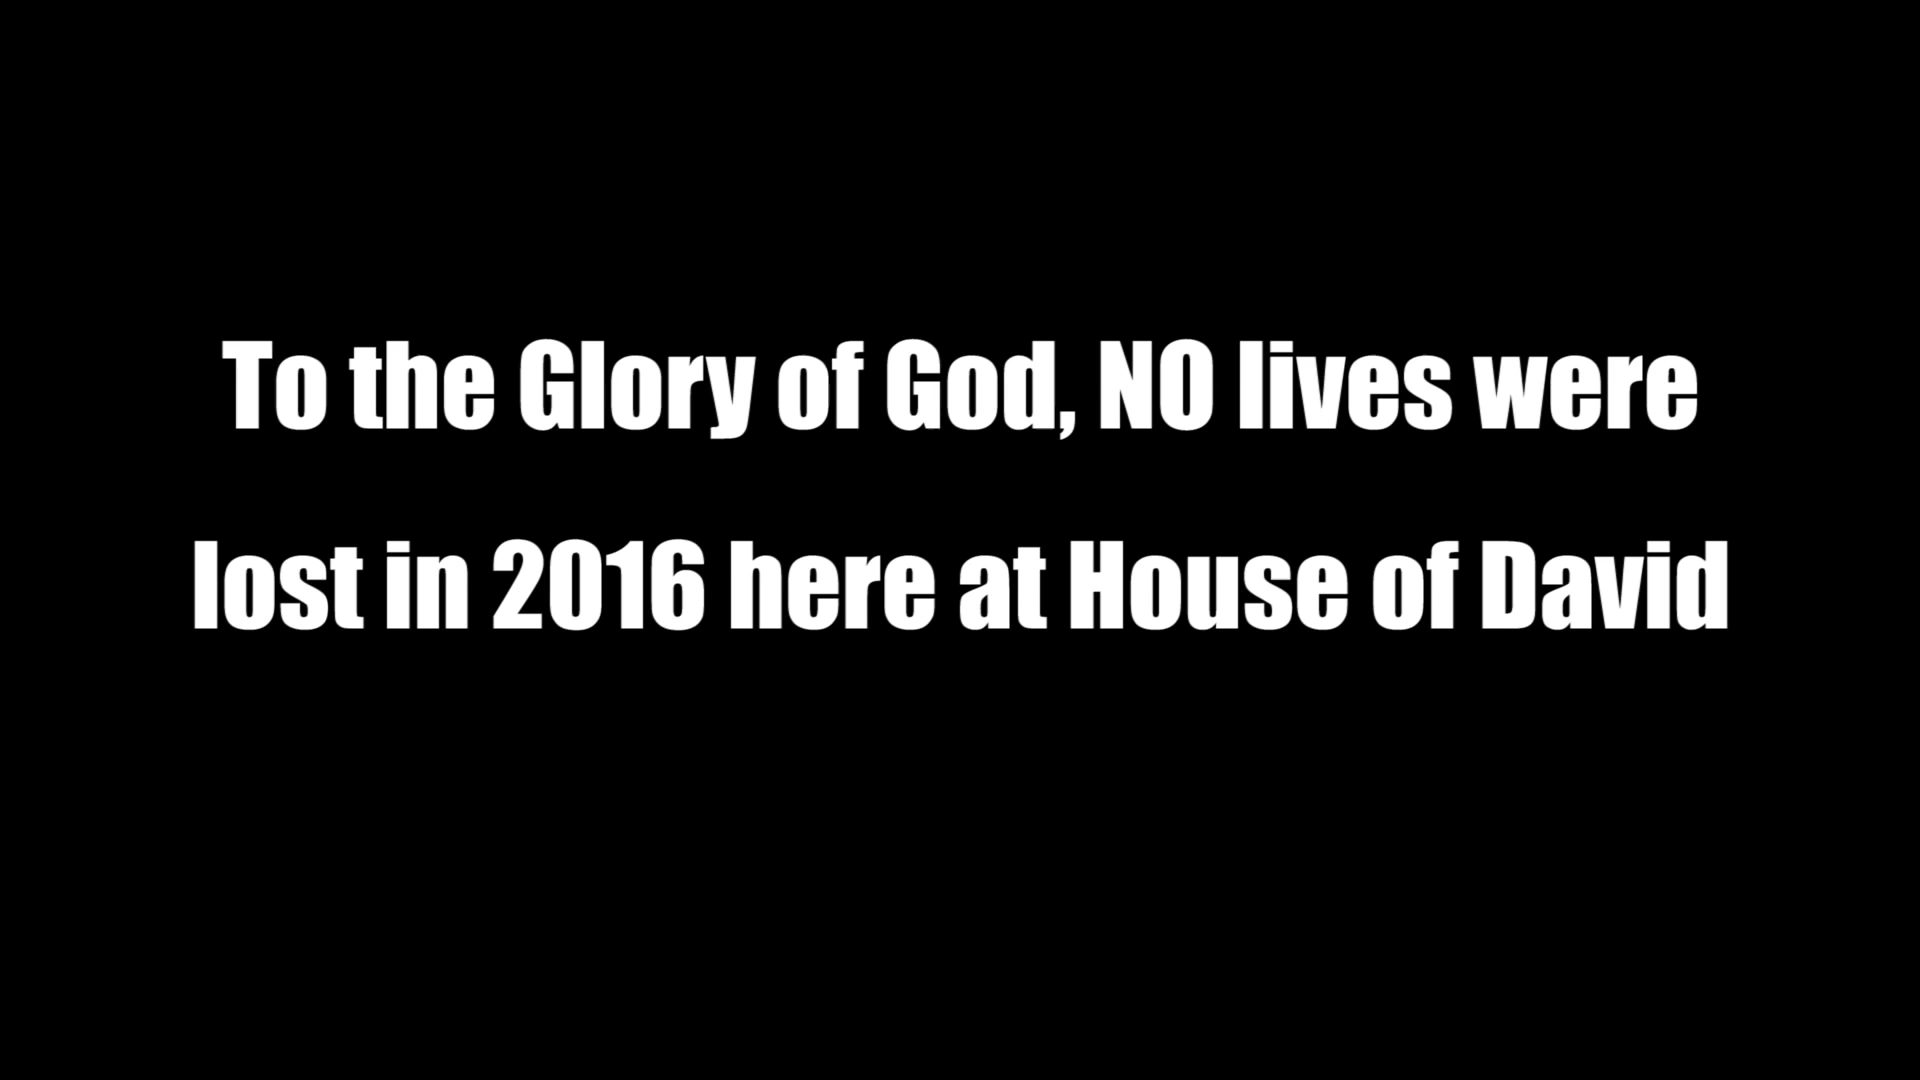 To the Glory of God, NO lives were
lost in 2016 here at House of David